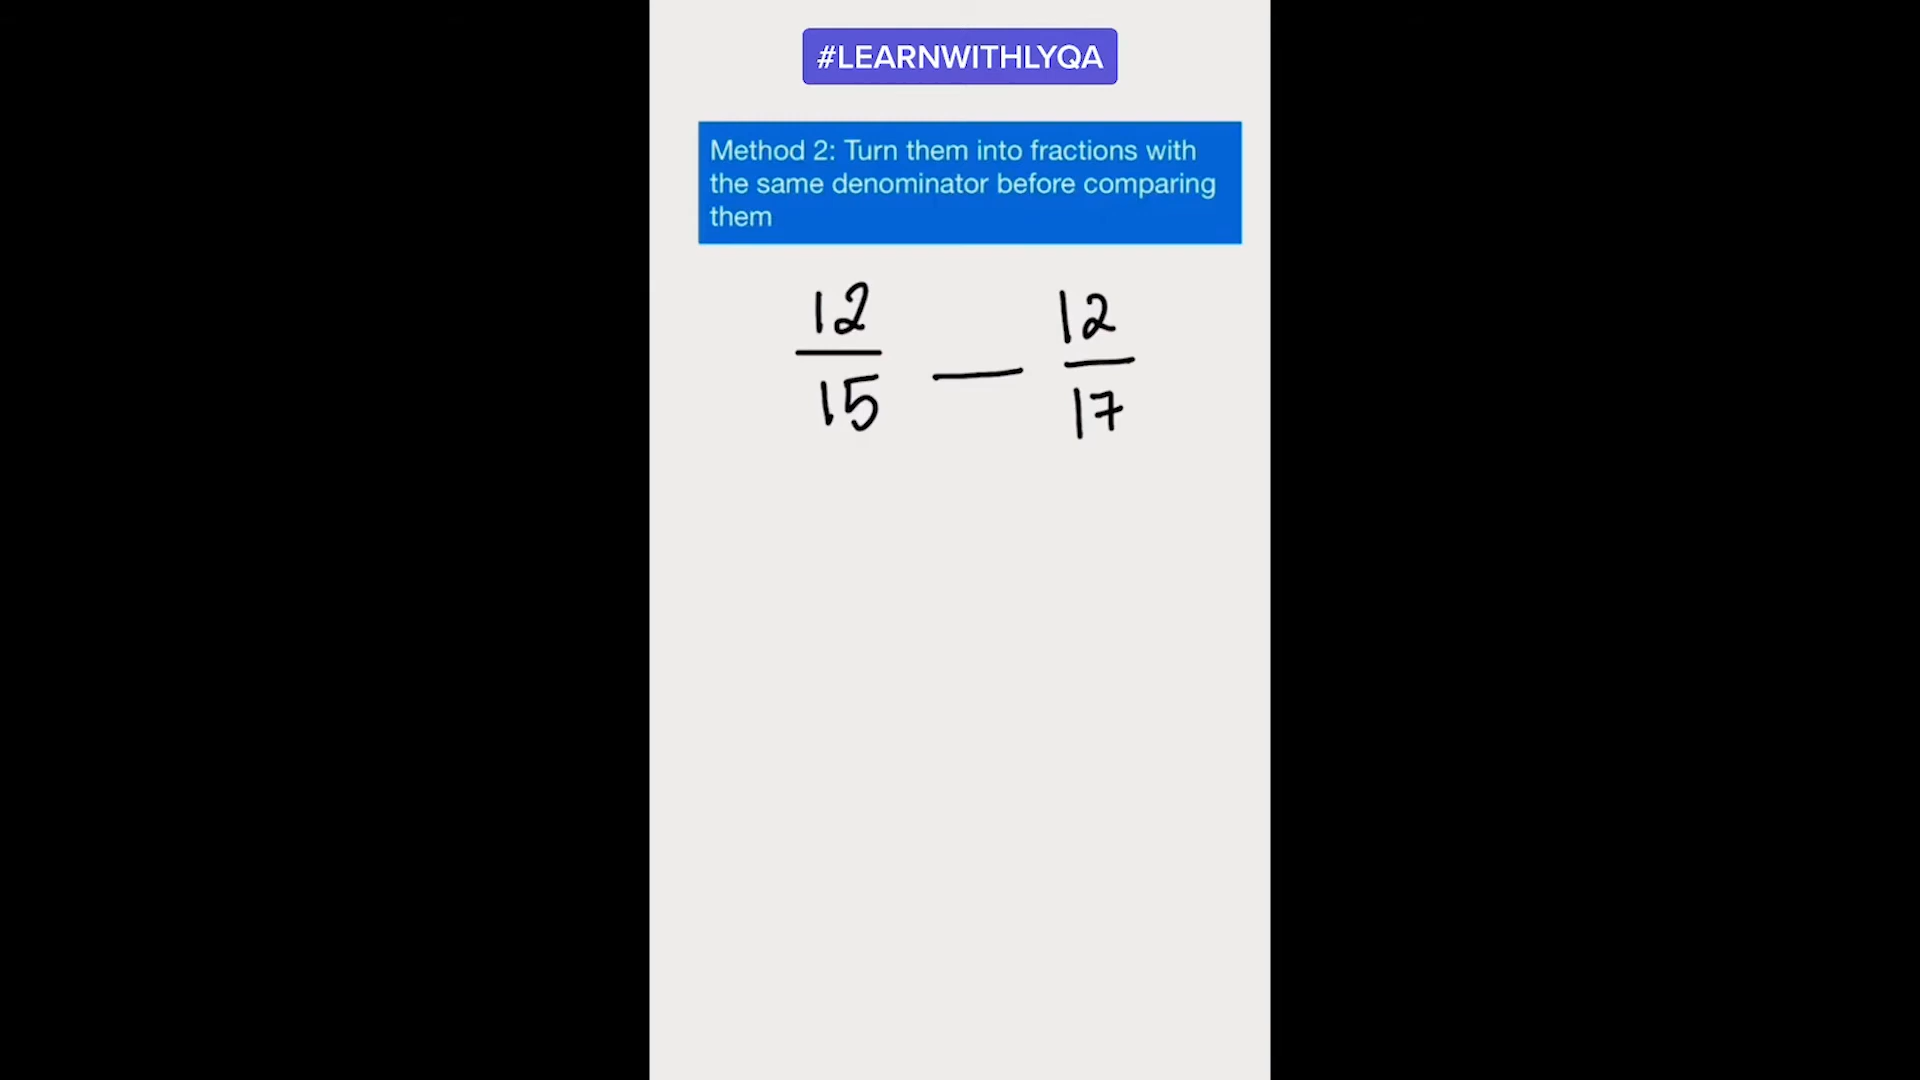 #LEARNWITHLYQA
Method 2: Turn them into fractions with
the same denominator before comparing
them
12 12
15 — 17